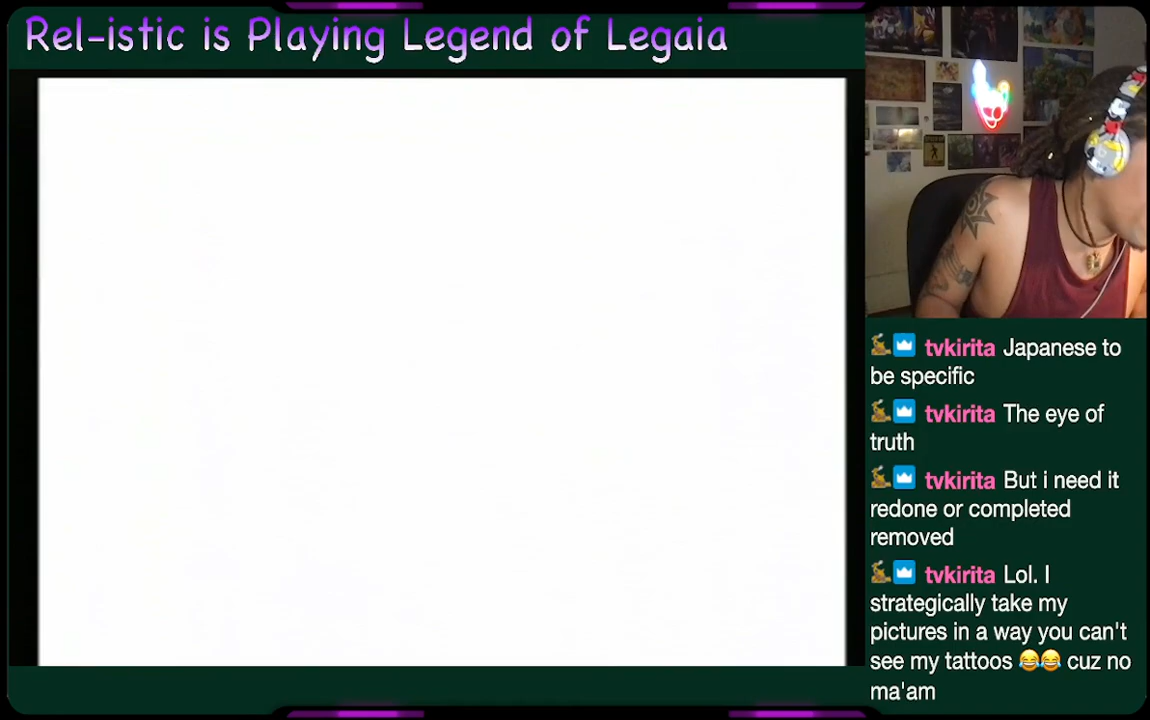 Rel-istic is Playing Legend of Legaia
tvkirita Japanese to
be specific
tvkirita The eye of
truth
tvkirita But i need it
redone or completed
removed
tvkirita Lol. I
strategically take my
pictures in a way you can't
see my tattoos 😂😂 cuz no
ma'am